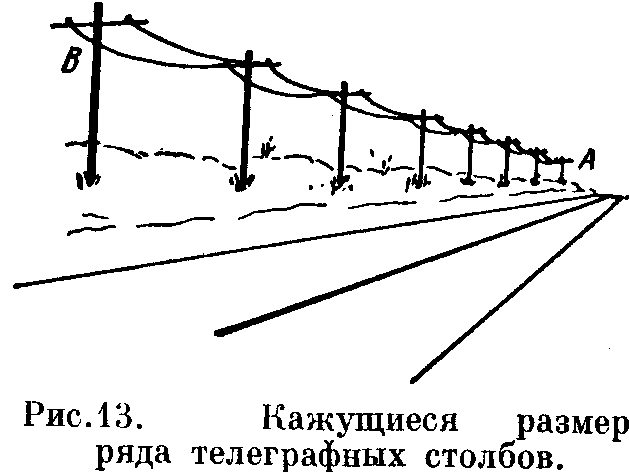 В
А
Рис.13. Кажущиеся размер
ряда телеграфных столбов.